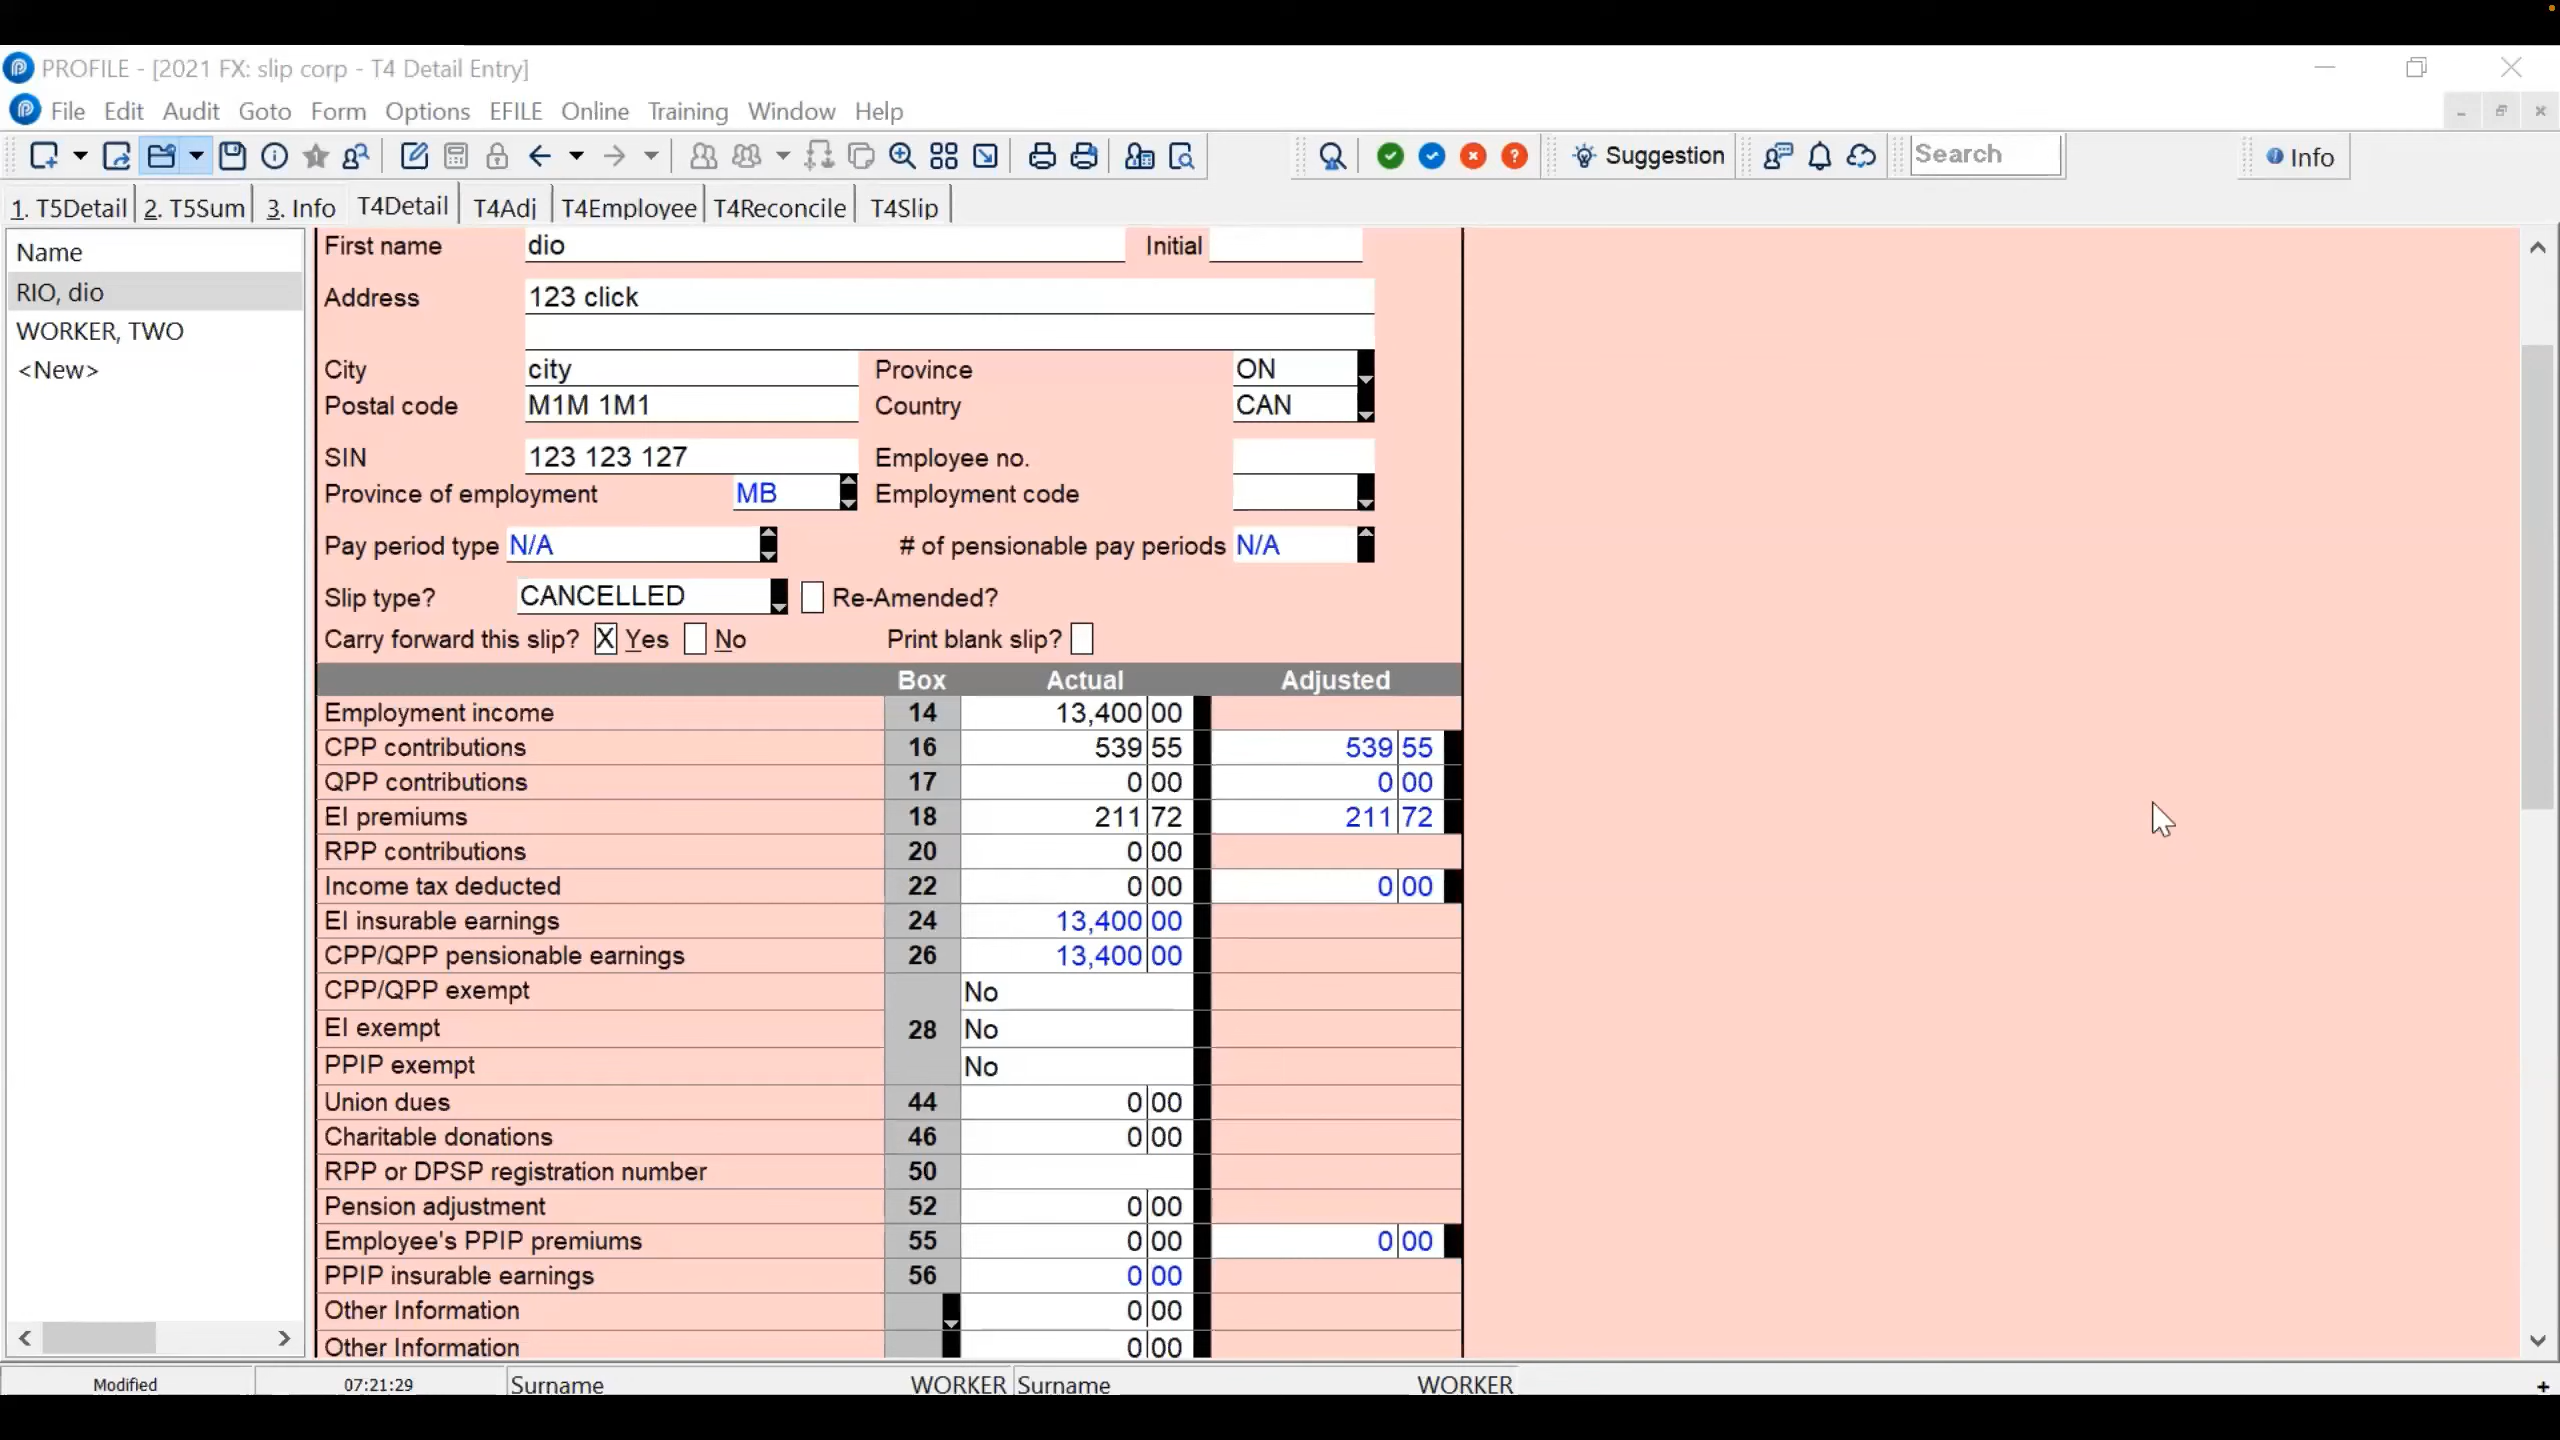 PROFILE - [2021 FX: slip corp - T4 Detail Entry]
File Edit Audit Goto Form Options EFILE Online Training Window Help
Suggestion Search Info
1. T5Detail 2. T5Sum 3. Info T4Detail T4Adj T4Employee T4Reconcile T4Slip
Name
RIO, dio
WORKER, TWO
<New>
First name dio Initial
Address 123 click
City city Province ON
Postal code M1M 1M1 Country CAN
SIN 123 123 127 Employee no.
Province of employment MB Employment code
Pay period type N/A # of pensionable pay periods N/A
Slip type? CANCELLED Re-Amended?
Carry forward this slip? X Yes No Print blank slip?
Box Actual Adjusted
Employment income 14 13,400 00
CPP contributions 16 539 55 539 55
QPP contributions 17 0 00 0 00
EI premiums 18 211 72 211 72
RPP contributions 20 0 00
Income tax deducted 22 0 00 0 00
EI insurable earnings 24 13,400 00
CPP/QPP pensionable earnings 26 13,400 00
CPP/QPP exempt No
EI exempt 28 No
PPIP exempt No
Union dues 44 0 00
Charitable donations 46 0 00
RPP or DPSP registration number 50
Pension adjustment 52 0 00
Employee's PPIP premiums 55 0 00 0 00
PPIP insurable earnings 56 0 00
Other Information 0 00
Other Information 0 00
Modified 07:21:29 Surname WORKER Surname WORKER